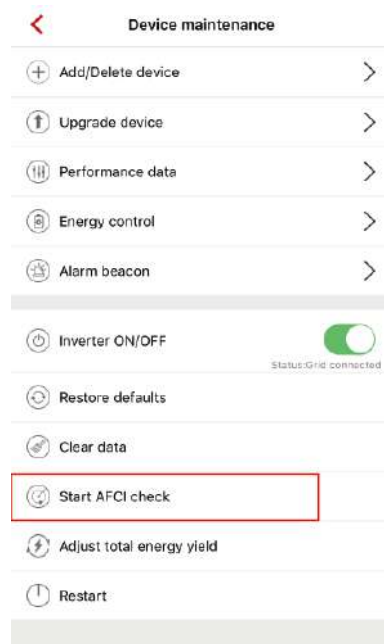 Device maintenance
Add/Delete device
Upgrade device
Performance data
Energy control
Alarm beacon
Inverter ON/OFF
Status:Grid connected
Restore defaults
Clear data
Start AFCI check
Adjust total energy yield
Restart